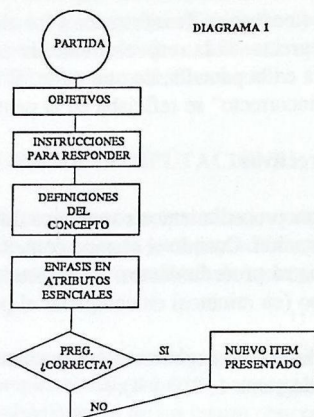 DIAGRAMA 1
PARTIDA
OBJETIVOS
INSTRUCCIONES
PARA RESPONDER
DEFINICIONES
DEL
CONCEPTO
ENFASIS EN
ATRIBUTOS
ESENCIALES
PREG.
¿CORRECTA?
SI
NUEVO ITEM
PRESENTADO
NO